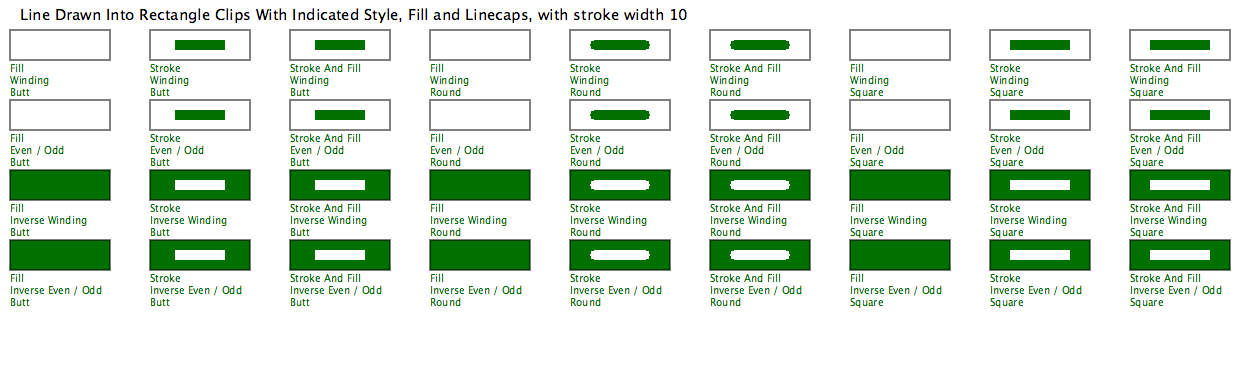 Line Drawn Into Rectangle Clips With Indicated Style, Fill and Linecaps, with stroke width 10
Fill Stroke Stroke And Fill Fill Stroke Stroke And Fill Fill Stroke Stroke And Fill
Winding Winding Winding Winding Winding Winding Winding Winding Winding
Butt Butt Butt Round Round Round Square Square Square
Fill Stroke Stroke And Fill Fill Stroke Stroke And Fill Fill Stroke Stroke And Fill
Even / Odd Even / Odd Even / Odd Even / Odd Even / Odd Even / Odd Even / Odd Even / Odd Even / Odd
Butt Butt Butt Round Round Round Square Square Square
Fill Stroke Stroke And Fill Fill Stroke Stroke And Fill Fill Stroke Stroke And Fill
Inverse Winding Inverse Winding Inverse Winding Inverse Winding Inverse Winding Inverse Winding Inverse Winding Inverse Winding Inverse Winding
Butt Butt Butt Round Round Round Square Square Square
Fill Stroke Stroke And Fill Fill Stroke Stroke And Fill Fill Stroke Stroke And Fill
Inverse Even / Odd Inverse Even / Odd Inverse Even / Odd Inverse Even / Odd Inverse Even / Odd Inverse Even / Odd Inverse Even / Odd Inverse Even / Odd Inverse Even / Odd
Butt Butt Butt Round Round Round Square Square Square